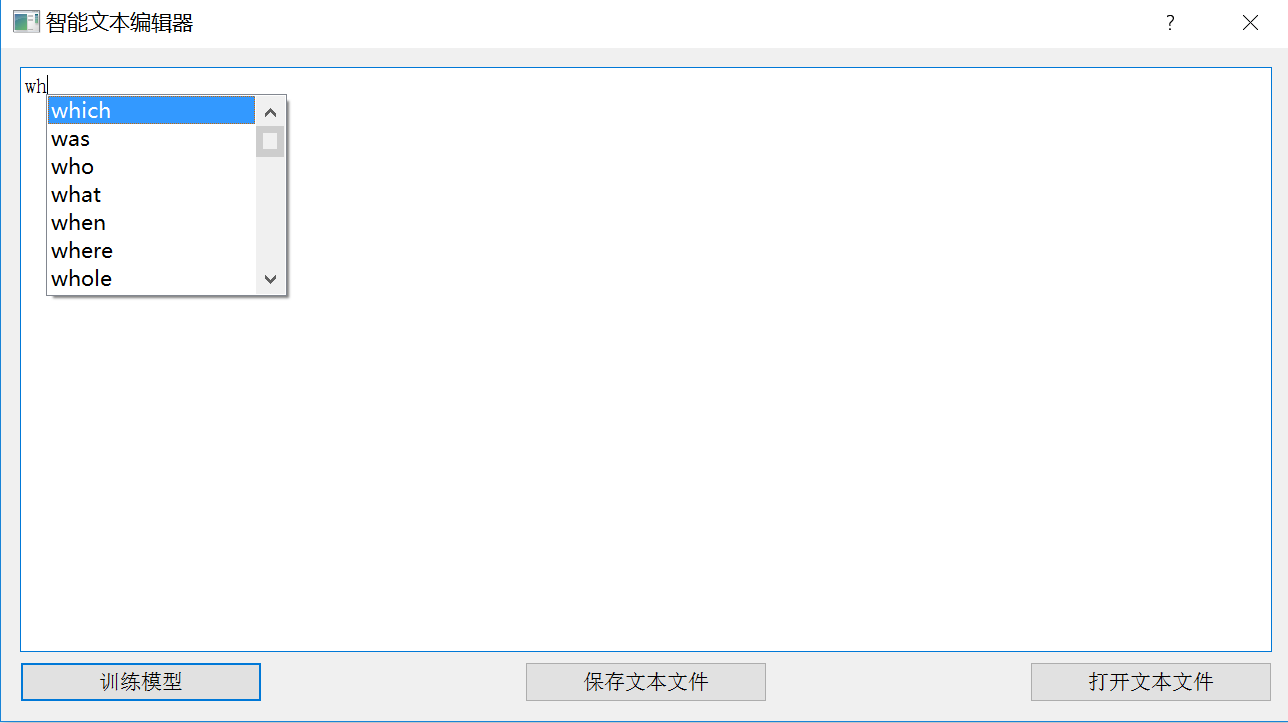 智能文本编辑器
wh
which
was
who
what
when
where
whole
训练模型 保存文本文件 打开文本文件